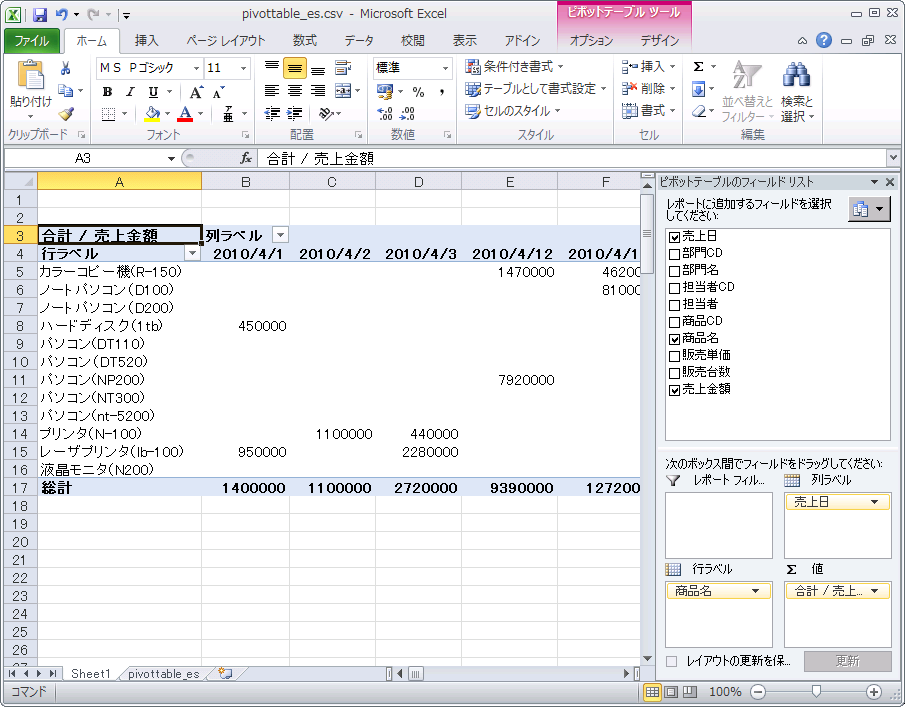 pivottable_es.csv - Microsoft Excel
ピボットテーブル ツール
ファイル ホーム 挿入 ページ レイアウト 数式 データ 校閲 表示 アドイン オプション デザイン
貼り付け
クリップボード
ＭＳ Ｐゴシック 11
B I U A A
A 亜
フォント
配置
標準
% ,
数値
条件付き書式
テーブルとして書式設定
セルのスタイル
スタイル
挿入
削除
書式
セル
Σ
並べ替えと フィルター
検索と 選択
編集
A3 fx 合計 / 売上金額
A B C D E F
1
2
3 合計 / 売上金額 列ラベル
4 行ラベル 2010/4/1 2010/4/2 2010/4/3 2010/4/12 2010/4/1
5 カラーコピー機(R-150) 1470000 46200
6 ノートパソコン(D100) 81000
7 ノートパソコン(D200)
8 ハードディスク(1tb) 450000
9 パソコン(DT110)
10 パソコン(DT520)
11 パソコン(NP200) 7920000
12 パソコン(NT300)
13 パソコン(nt-5200)
14 プリンタ(N-100) 1100000 440000
15 レーザプリンタ(lb-100) 950000 2280000
16 液晶モニタ(N200)
17 総計 1400000 1100000 2720000 9390000 127200
18
19
20
21
22
23
24
25
26
27
Sheet1 pivottable_es
コマンド 100%
ピボットテーブルのフィールド リスト
レポートに追加するフィールドを選択
してください:
売上日
部門CD
部門名
担当者CD
担当者
商品CD
商品名
販売単価
販売台数
売上金額
次のボックス間でフィールドをドラッグしてください:
レポート フィル... 列ラベル
売上日
行ラベル Σ 値
商品名 合計 / 売上...
レイアウトの更新を保... 更新